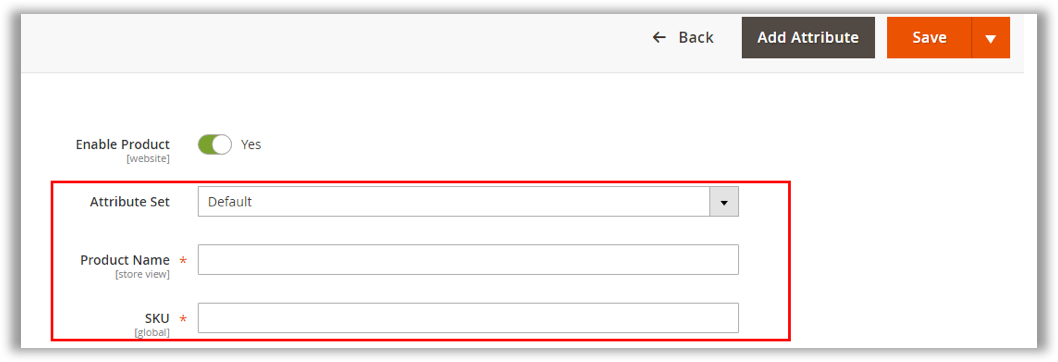 ← Back Add Attribute Save
Enable Product Yes
[website]
Attribute Set Default
Product Name *
[store view]
SKU *
[global]